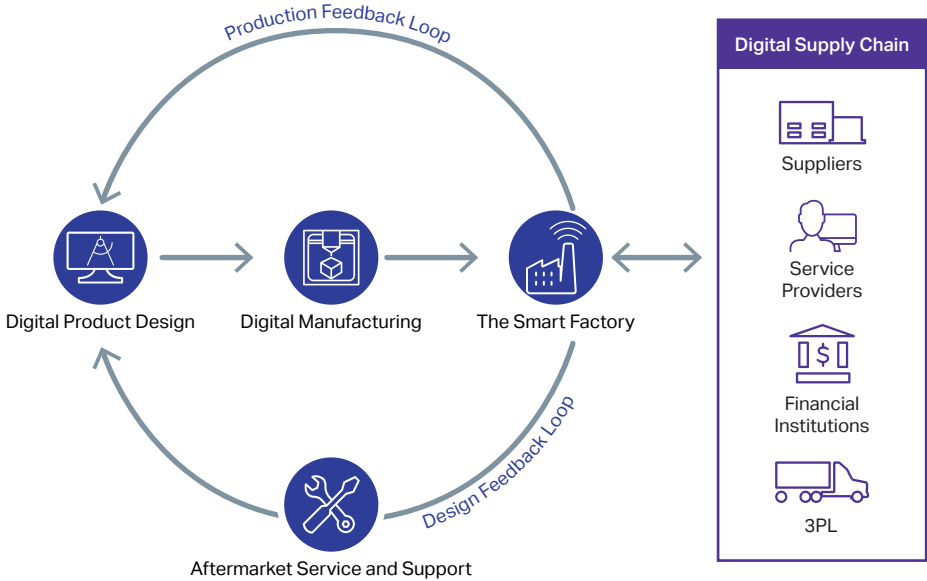 Production Feedback Loop
Digital Supply Chain
Suppliers
Service
Providers
Financial
Institutions
3PL
Digital Product Design
Digital Manufacturing
The Smart Factory
Design Feedback Loop
Aftermarket Service and Support
$